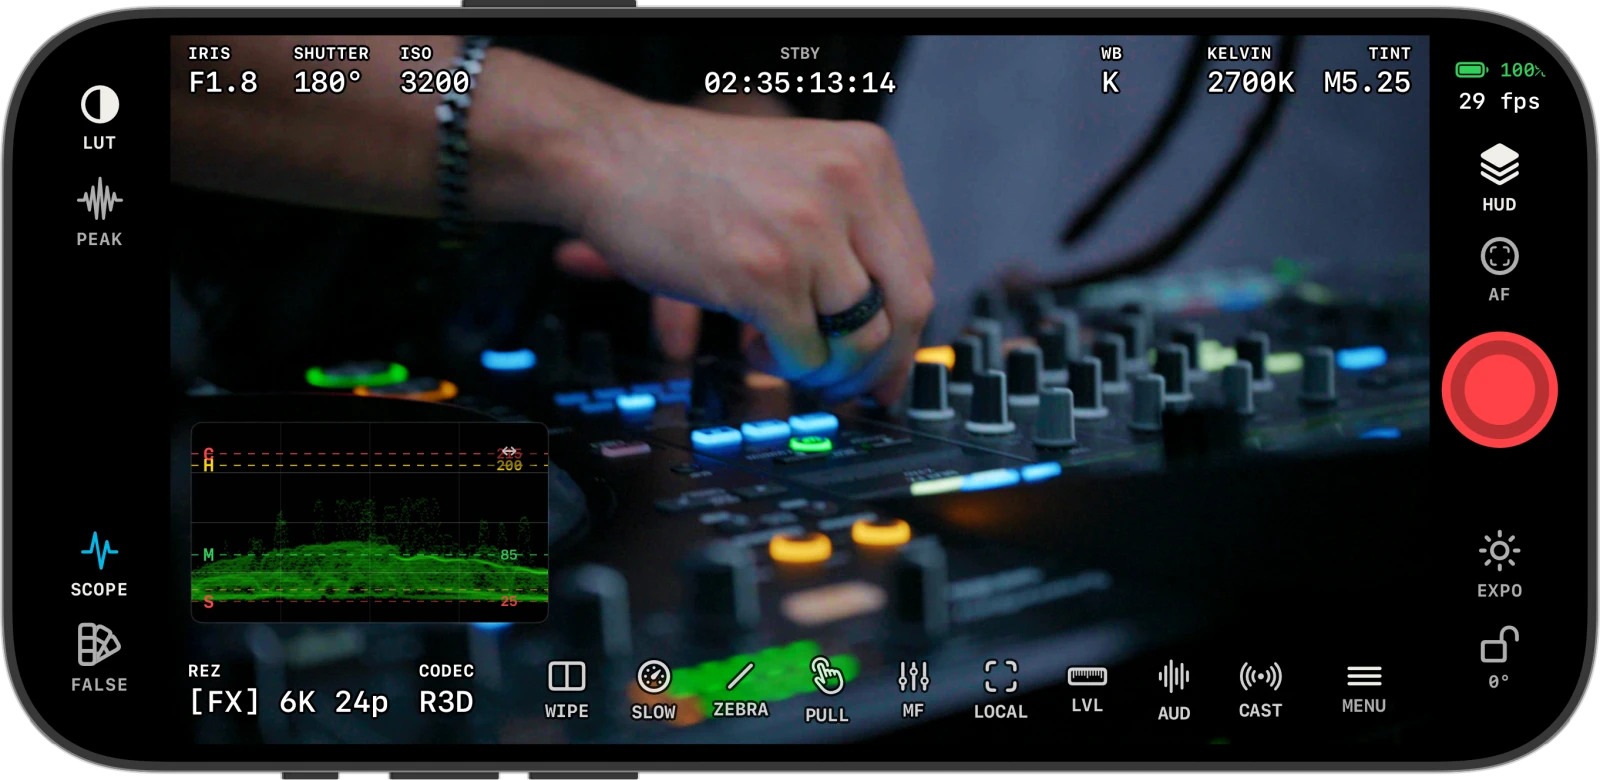 IRIS SHUTTER ISO
F1.8 180° 3200
STBY
02:35:13:14
WB KELVIN TINT
K 2700K M5.25
100%
29 fps
LUT
PEAK
SCOPE
FALSE
HUD
AF
EXPO
0°
C
H 200
M 85
S 25
REZ CODEC
[FX] 6K 24p R3D
WIPE SLOW ZEBRA PULL MF LOCAL LVL AUD CAST MENU